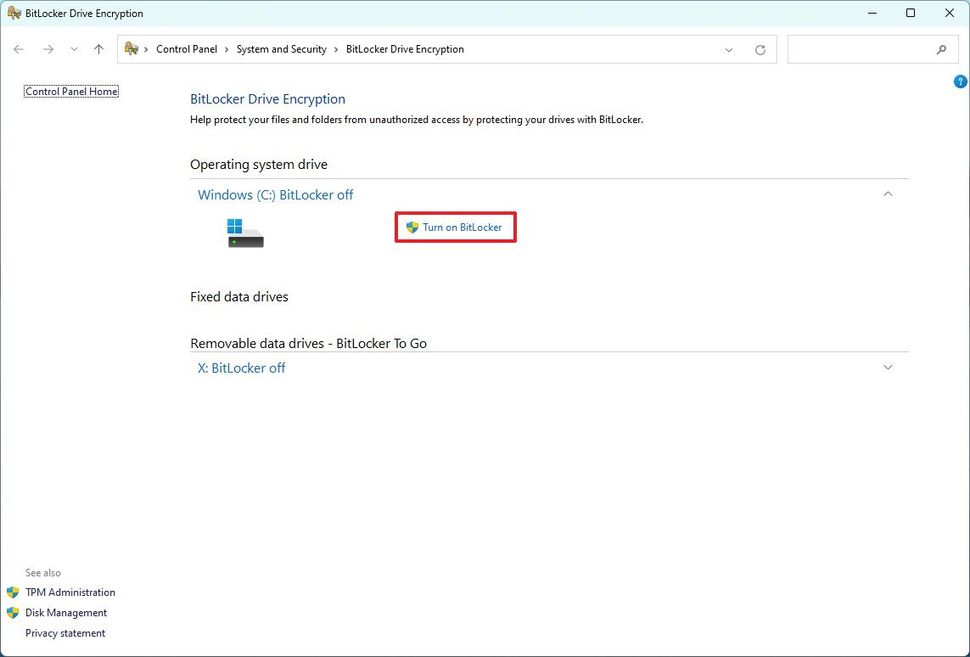 BitLocker Drive Encryption
Control Panel > System and Security > BitLocker Drive Encryption
Control Panel Home
BitLocker Drive Encryption
Help protect your files and folders from unauthorized access by protecting your drives with BitLocker.
Operating system drive
Windows (C:) BitLocker off
Turn on BitLocker
Fixed data drives
Removable data drives - BitLocker To Go
X: BitLocker off
See also
TPM Administration
Disk Management
Privacy statement